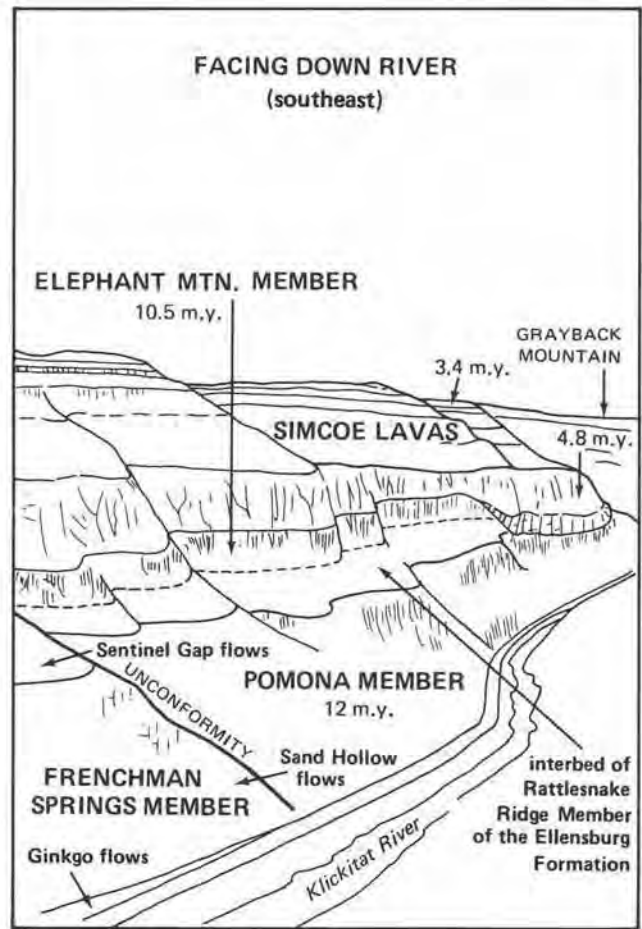 FACING DOWN RIVER
(southeast)
ELEPHANT MTN. MEMBER
10.5 m.y.
GRAYBACK
MOUNTAIN
3.4 m.y.
SIMCOE LAVAS
4.8 m.y.
Sentinel Gap flows
UNCONFORMITY
POMONA MEMBER
12 m.y.
Sand Hollow
flows
FRENCHMAN
SPRINGS MEMBER
interbed of
Rattlesnake
Ridge Member
of the Ellensburg
Formation
Ginkgo flows
Klickitat River